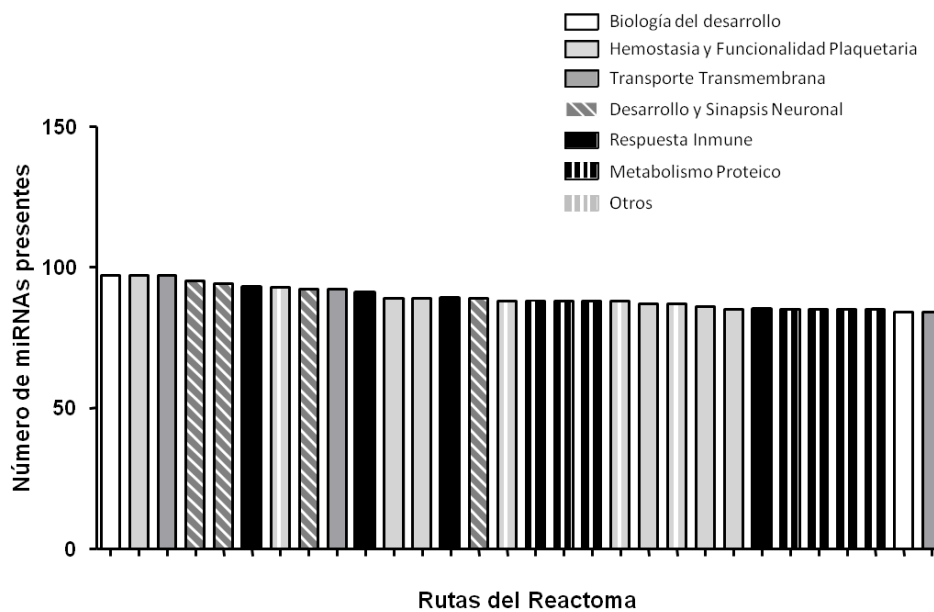 Biología del desarrollo
Hemostasia y Funcionalidad Plaquetaria
Transporte Transmembrana
Desarrollo y Sinapsis Neuronal
Respuesta Inmune
Metabolismo Proteico
Otros
150
100
50
0
Número de miRNAs presentes
Rutas del Reactoma